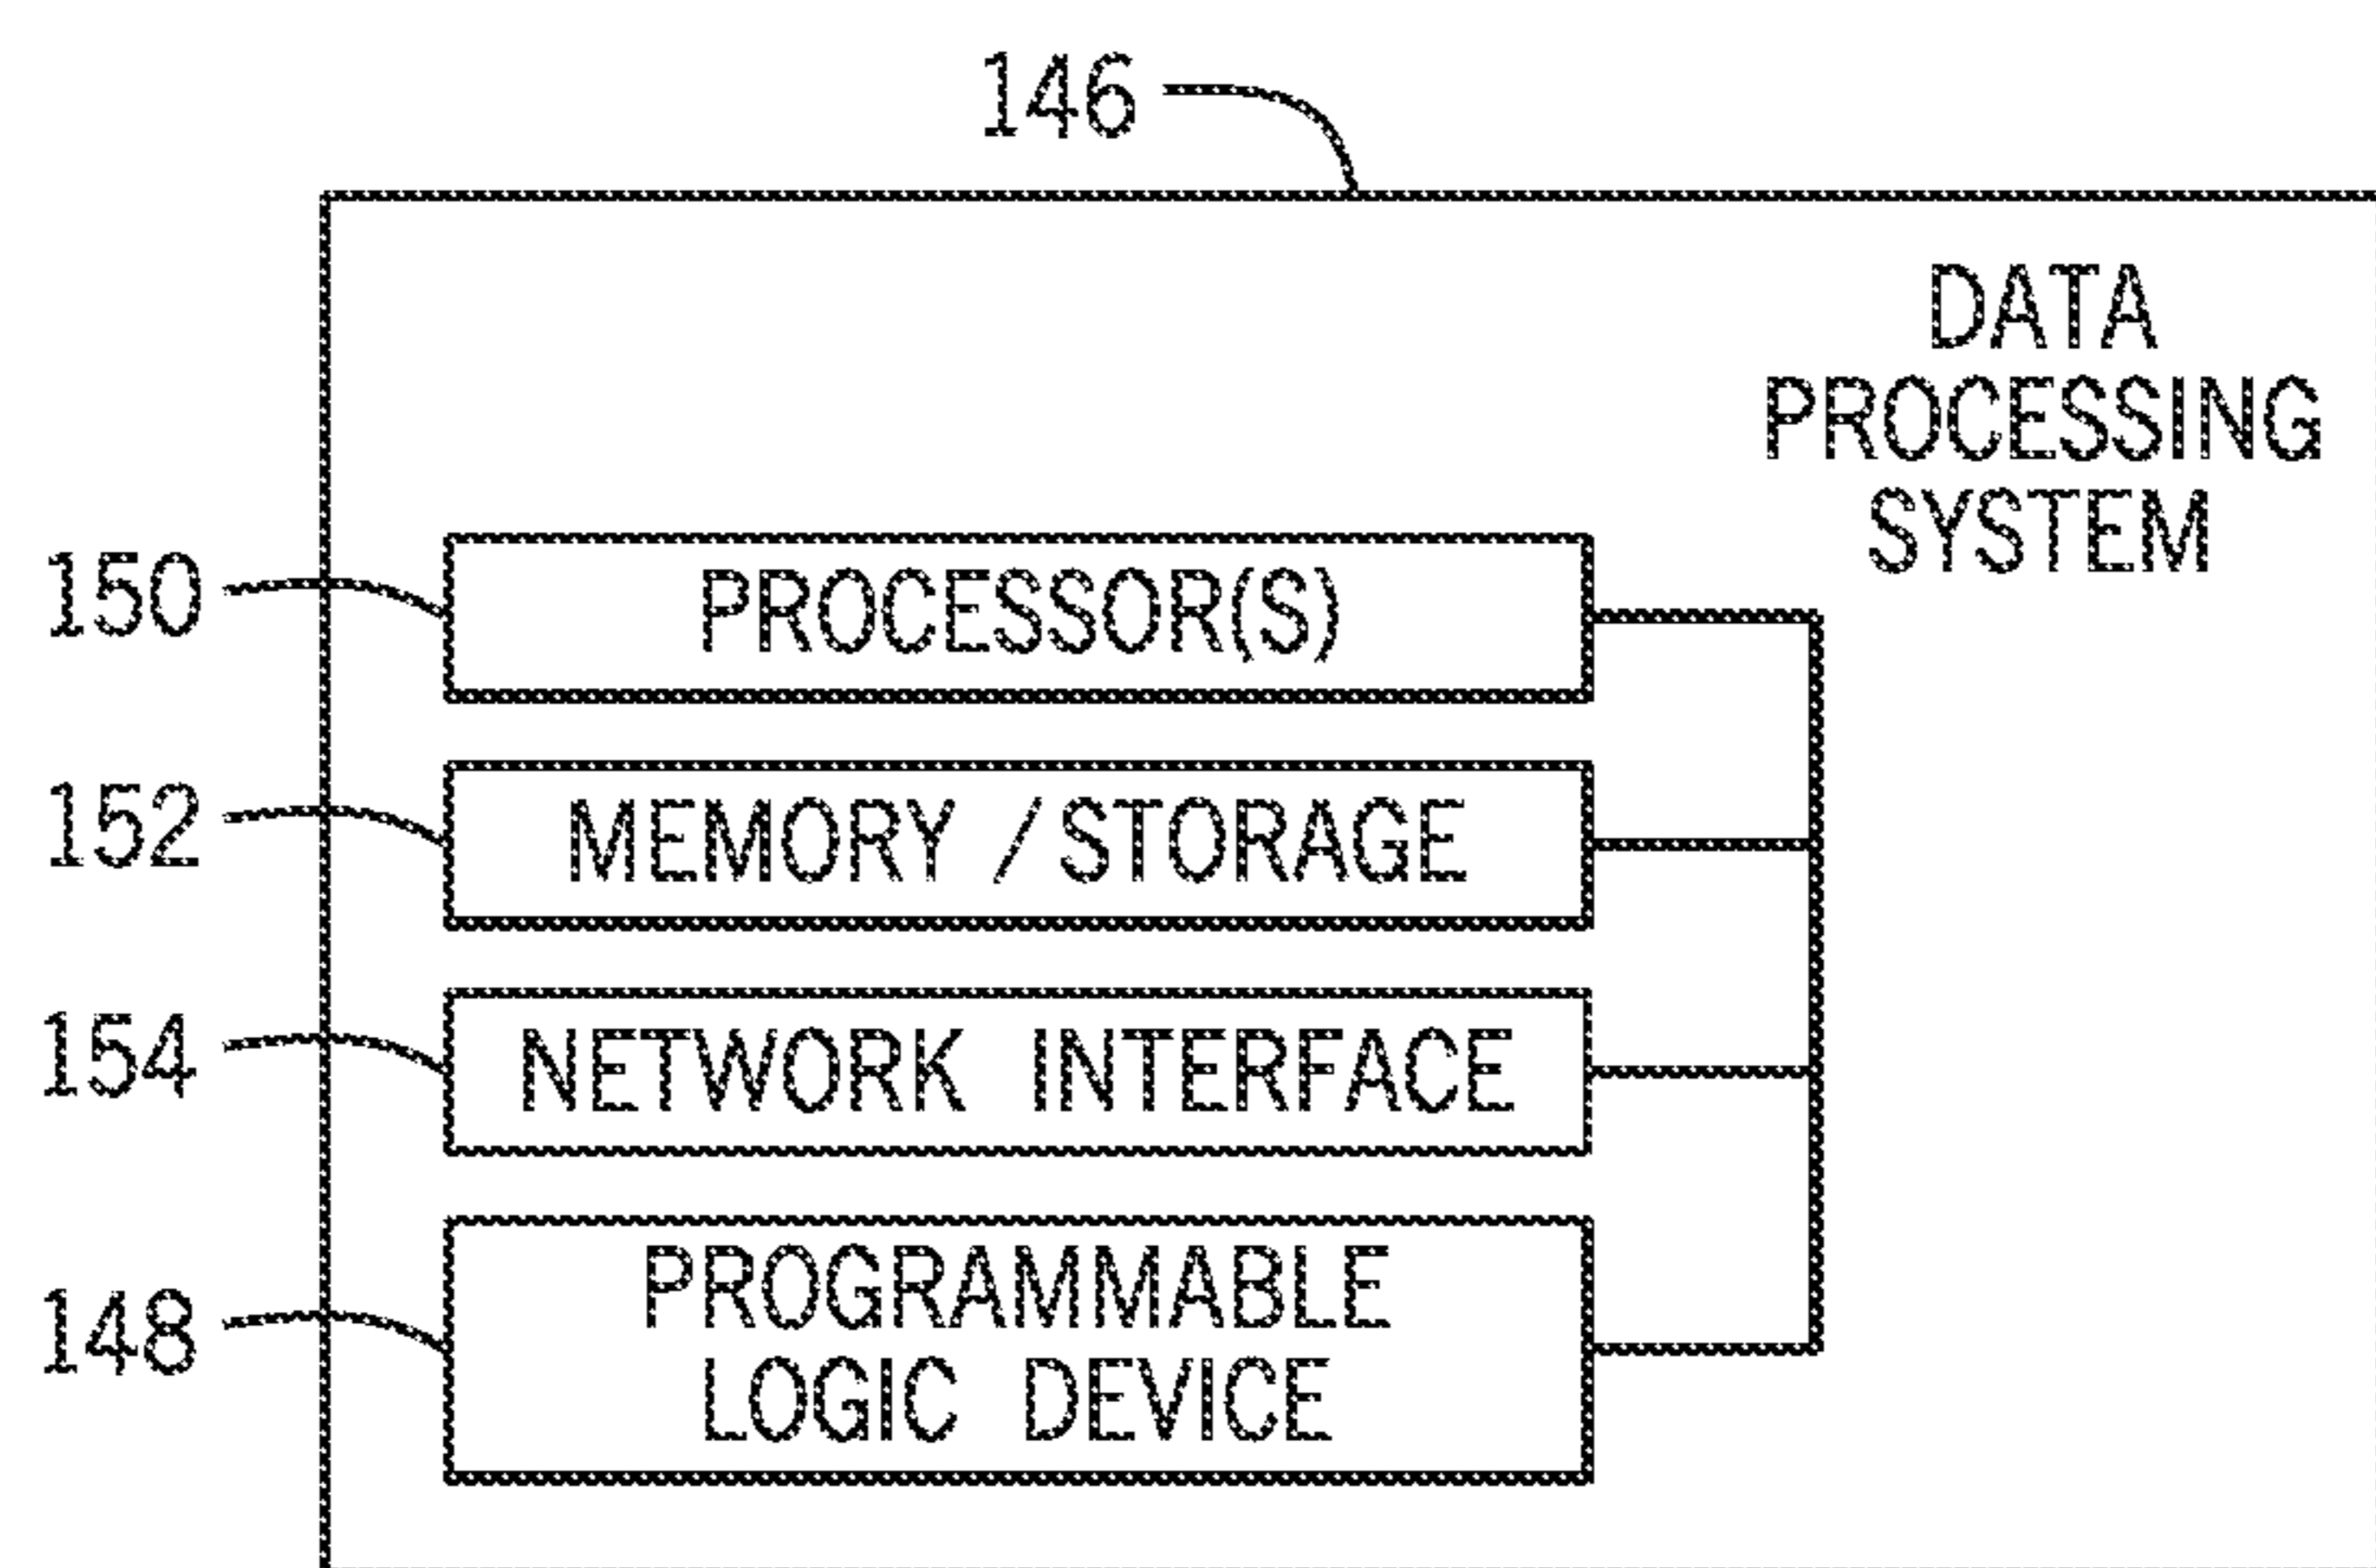 146
DATA
PROCESSING
SYSTEM
150
PROCESSOR(S)
152
MEMORY / STORAGE
154
NETWORK INTERFACE
148
PROGRAMMABLE
LOGIC DEVICE